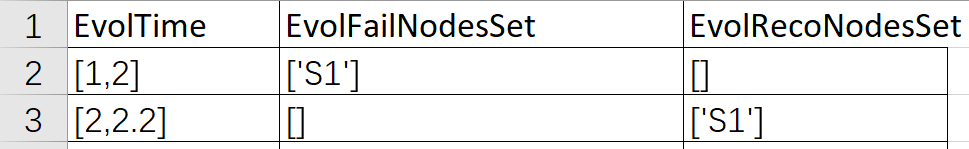 1 EvolTime EvolFailNodesSet EvolRecoNodesSet
2 [1,2] ['S1'] []
3 [2,2.2] [] ['S1']